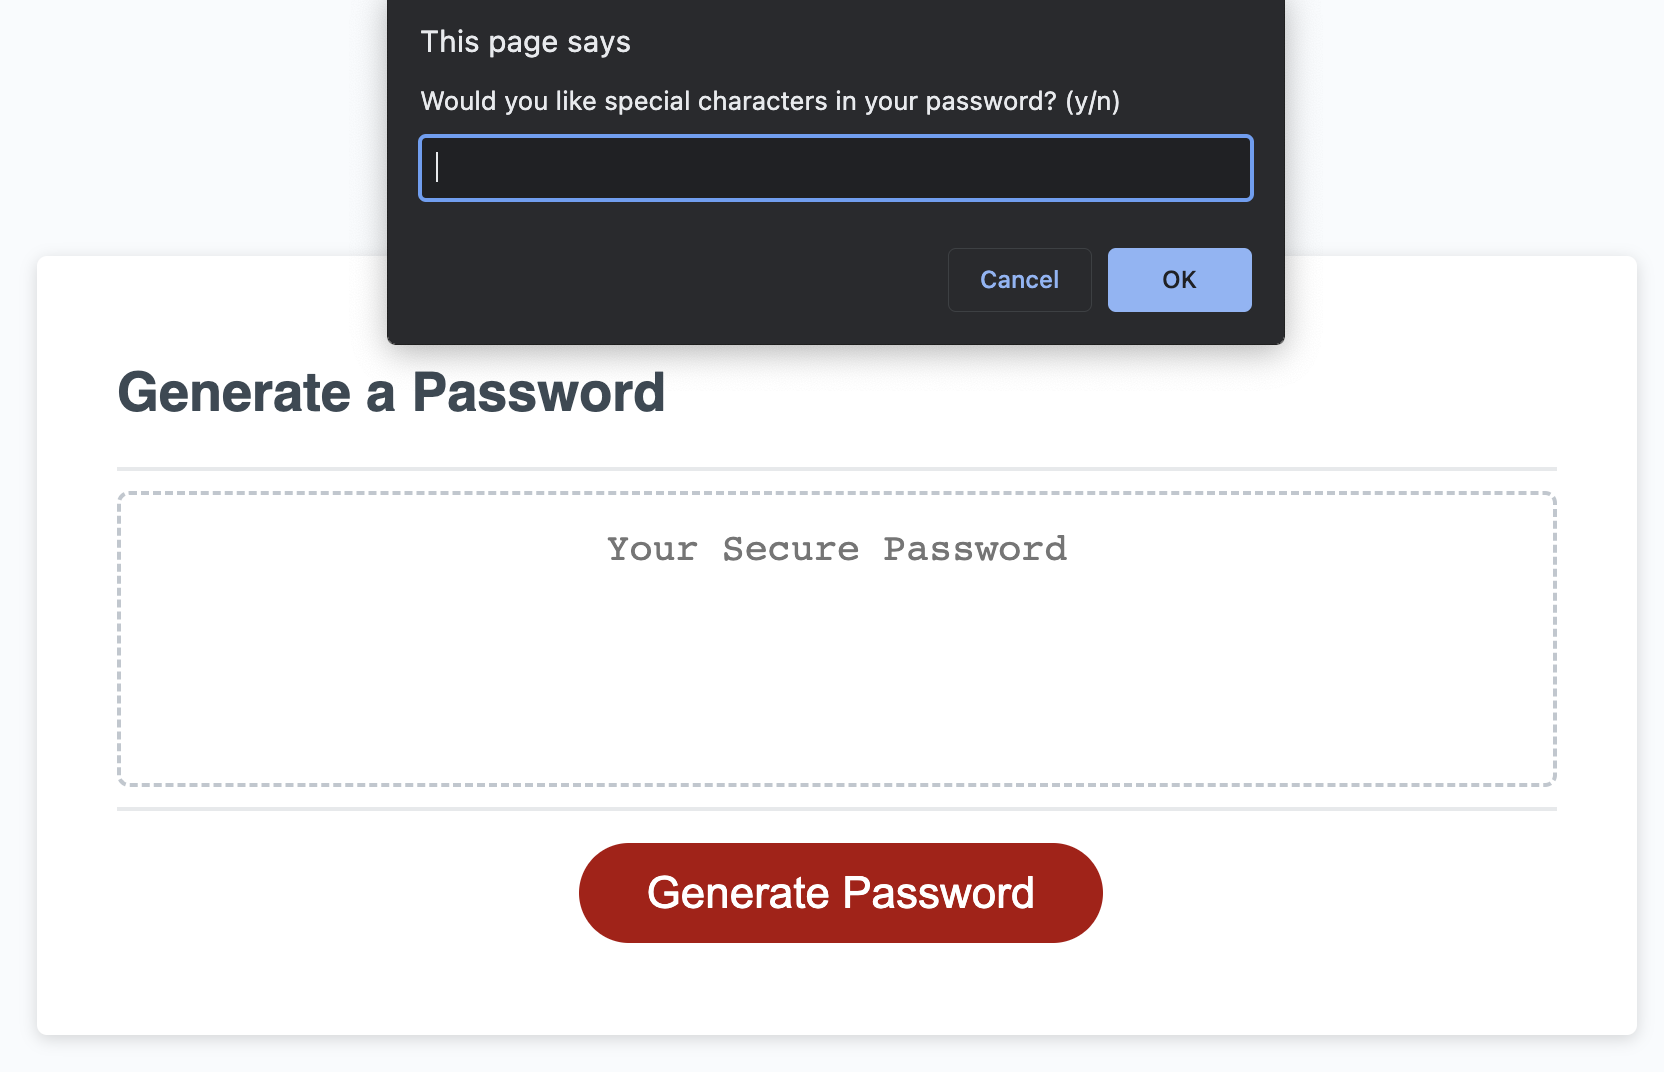 This page says
Would you like special characters in your password? (y/n)
Cancel
OK
Generate a Password
Your Secure Password
Generate Password